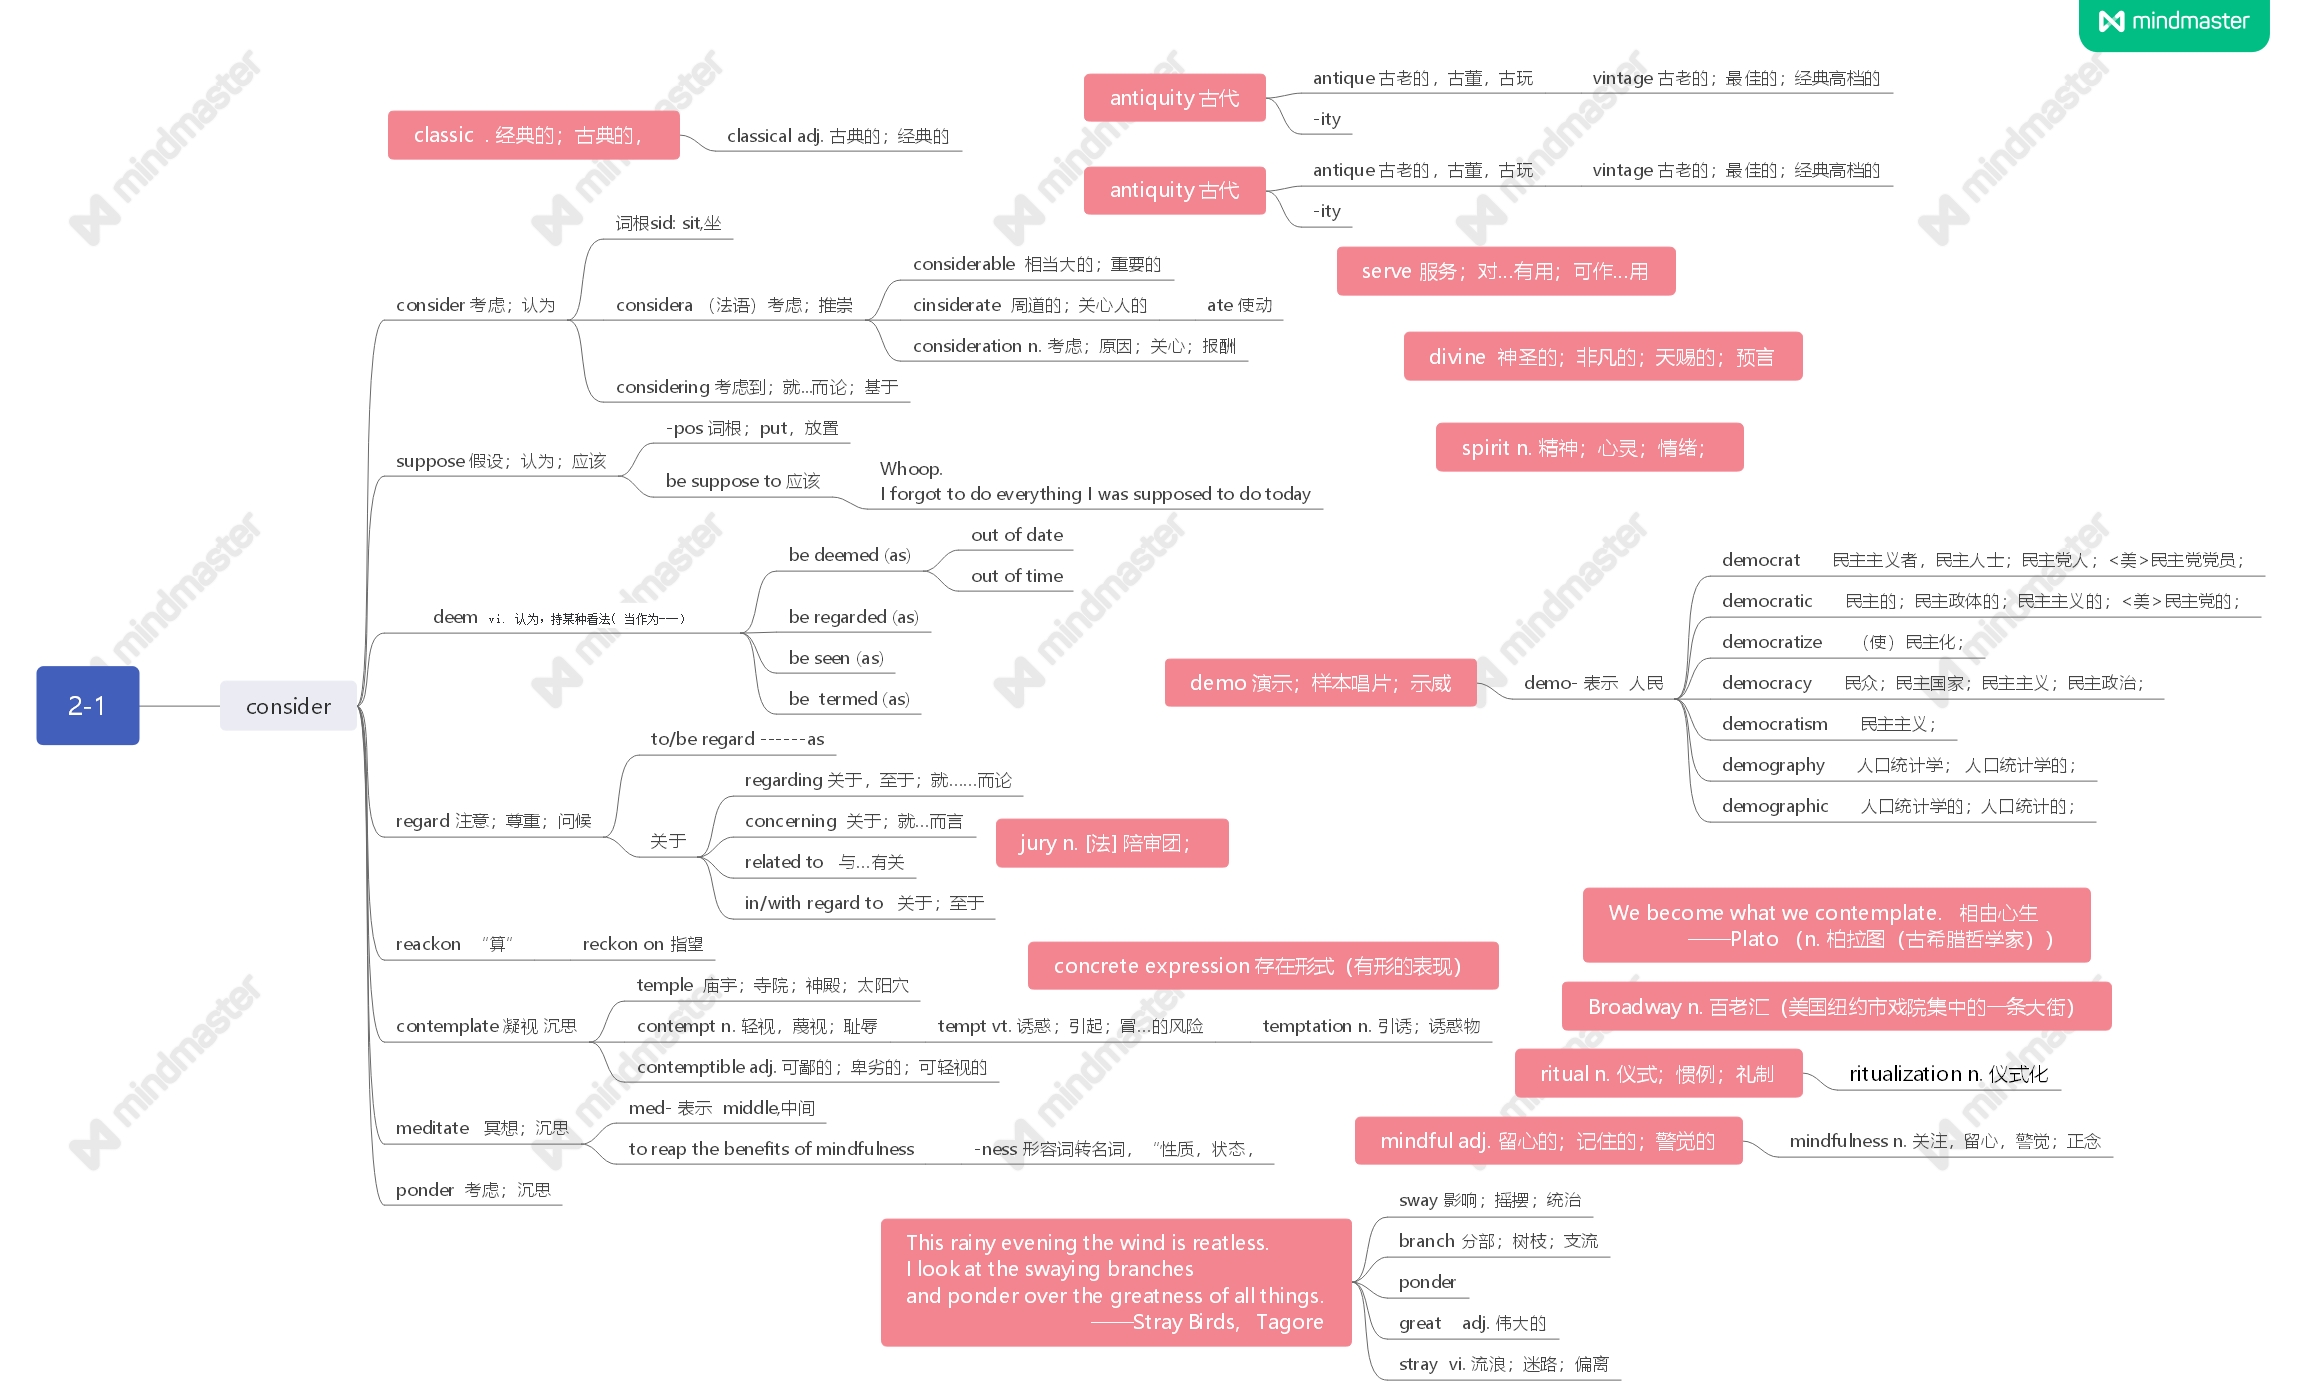 mindmaster
classic . 经典的；古典的，
classical adj. 古典的；经典的
antiquity 古代
antique 古老的，古董，古玩
vintage 古老的；最佳的；经典高档的
-ity
antiquity 古代
antique 古老的，古董，古玩
vintage 古老的；最佳的；经典高档的
-ity
serve 服务；对...有用；可作...用
divine 神圣的；非凡的；天赐的；预言
spirit n. 精神；心灵；情绪；
2-1
consider
consider 考虑；认为
词根sid: sit,坐
considera （法语）考虑；推崇
considerable 相当大的；重要的
cinsiderate 周道的；关心人的
ate 使动
consideration n. 考虑；原因；关心；报酬
considering 考虑到；就...而论；基于
suppose 假设；认为；应该
-pos 词根；put，放置
be suppose to 应该
Whoop.
I forgot to do everything I was supposed to do today
deem vi. 认为，持某种看法( 当作为---)
be deemed (as)
out of date
out of time
be regarded (as)
be seen (as)
be termed (as)
regard 注意；尊重；问候
to/be regard ------as
关于
regarding 关于，至于；就……而论
concerning 关于；就...而言
related to 与...有关
in/with regard to 关于；至于
reackon “算”
reckon on 指望
contemplate 凝视 沉思
temple 庙宇；寺院；神殿；太阳穴
contempt n. 轻视，蔑视；耻辱
tempt vt. 诱惑；引起；冒...的风险
temptation n. 引诱；诱惑物
contemptible adj. 可鄙的；卑劣的；可轻视的
meditate 冥想；沉思
med- 表示 middle,中间
to reap the benefits of mindfulness
-ness 形容词转名词，“性质，状态，
ponder 考虑；沉思
demo 演示；样本唱片；示威
demo- 表示 人民
democrat 民主主义者，民主人士；民主党人；<美>民主党党员；
democratic 民主的；民主政体的；民主主义的；<美>民主党的；
democratize （使）民主化；
democracy 民众；民主国家；民主主义；民主政治；
democratism 民主主义；
demography 人口统计学； 人口统计学的；
demographic 人口统计学的；人口统计的；
jury n. [法] 陪审团；
We become what we contemplate. 相由心生
——Plato （n. 柏拉图（古希腊哲学家））
concrete expression 存在形式（有形的表现）
Broadway n. 百老汇（美国纽约市戏院集中的一条大街）
ritual n. 仪式；惯例；礼制
ritualization n. 仪式化
mindful adj. 留心的；记住的；警觉的
mindfulness n. 关注，留心，警觉；正念
This rainy evening the wind is reatless.
I look at the swaying branches
and ponder over the greatness of all things.
——Stray Birds, Tagore
sway 影响；摇摆；统治
branch 分部；树枝；支流
ponder
great adj. 伟大的
stray vi. 流浪；迷路；偏离